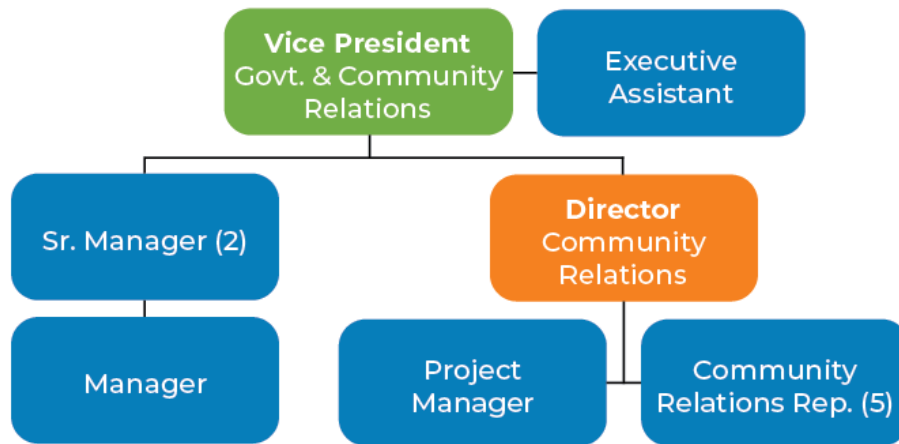 Vice President
Govt. & Community
Relations
Executive
Assistant
Sr. Manager (2)
Director
Community
Relations
Manager
Project
Manager
Community
Relations Rep. (5)